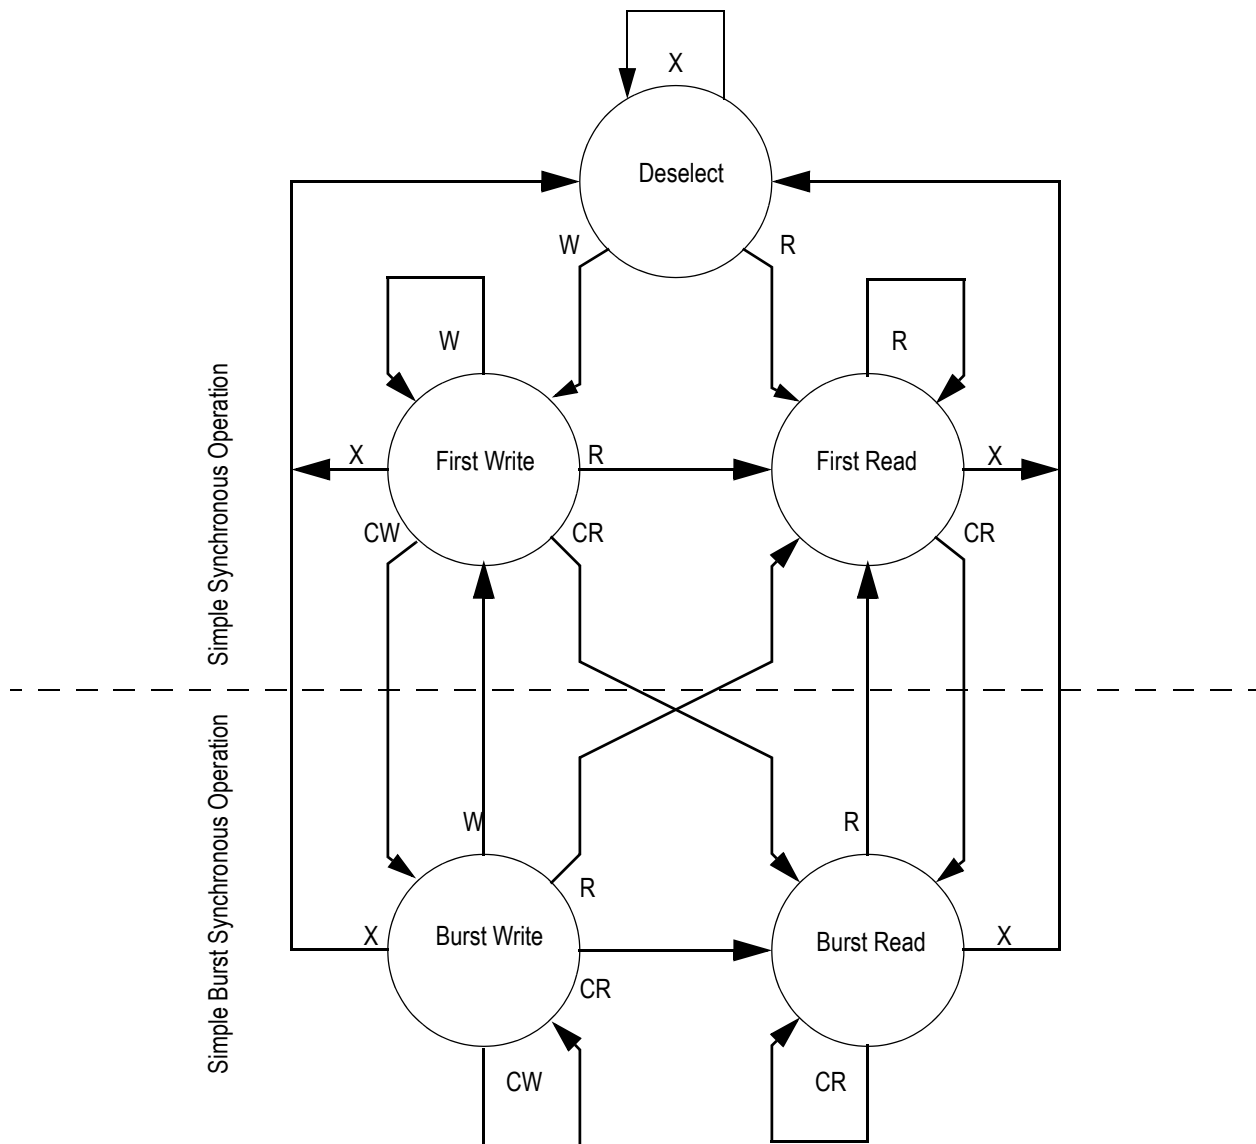 X
Deselect
W
R
W
R
First Write
First Read
X
R
X
CW
CR
CR
Simple Synchronous Operation
Simple Burst Synchronous Operation
W
R
R
Burst Write
Burst Read
X
X
CR
CW
CR